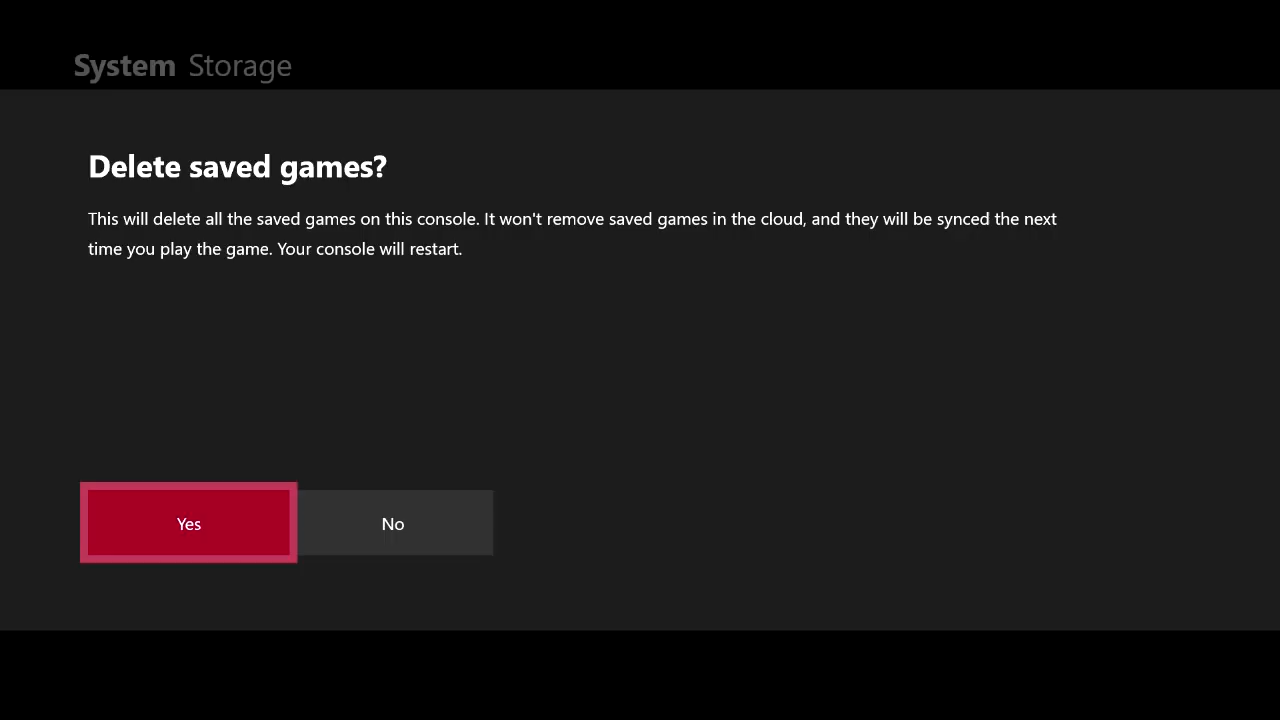 System Storage
Delete saved games?
This will delete all the saved games on this console. It won't remove saved games in the cloud, and they will be synced the next
time you play the game. Your console will restart.
Yes No